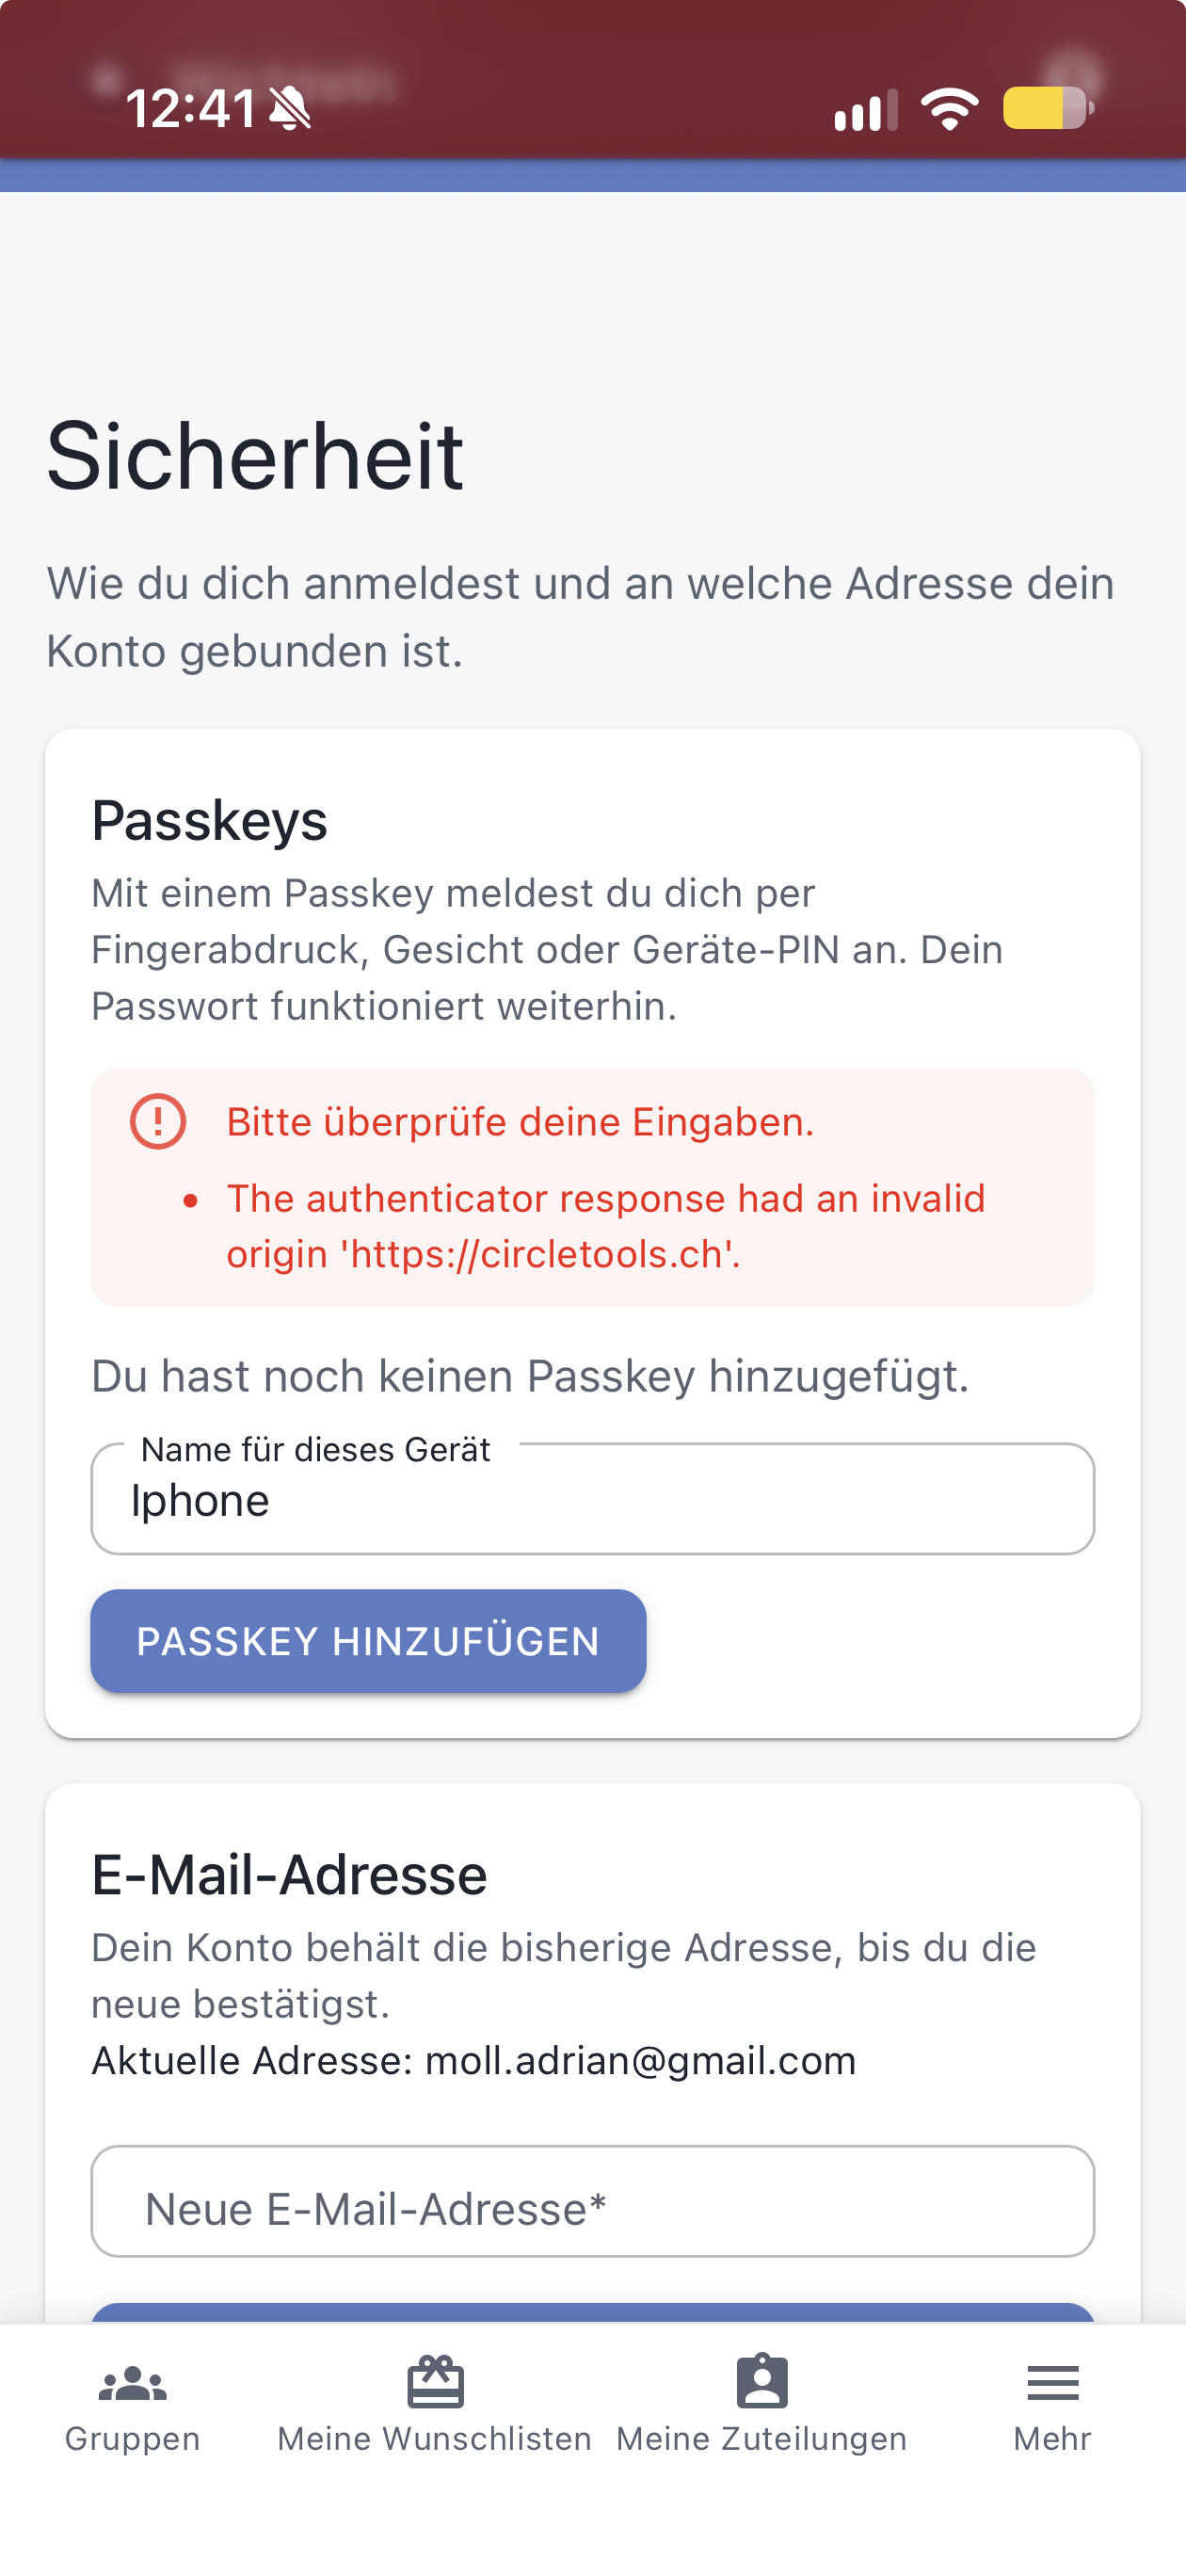 12:41
Sicherheit
Wie du dich anmeldest und an welche Adresse dein
Konto gebunden ist.
Passkeys
Mit einem Passkey meldest du dich per
Fingerabdruck, Gesicht oder Geräte-PIN an. Dein
Passwort funktioniert weiterhin.
Bitte überprüfe deine Eingaben.
• The authenticator response had an invalid
origin 'https://circletools.ch'.
Du hast noch keinen Passkey hinzugefügt.
Name für dieses Gerät
Iphone
PASSKEY HINZUFÜGEN
E-Mail-Adresse
Dein Konto behält die bisherige Adresse, bis du die
neue bestätigst.
Aktuelle Adresse: moll.adrian@gmail.com
Neue E-Mail-Adresse*
Gruppen
Meine Wunschlisten
Meine Zuteilungen
Mehr